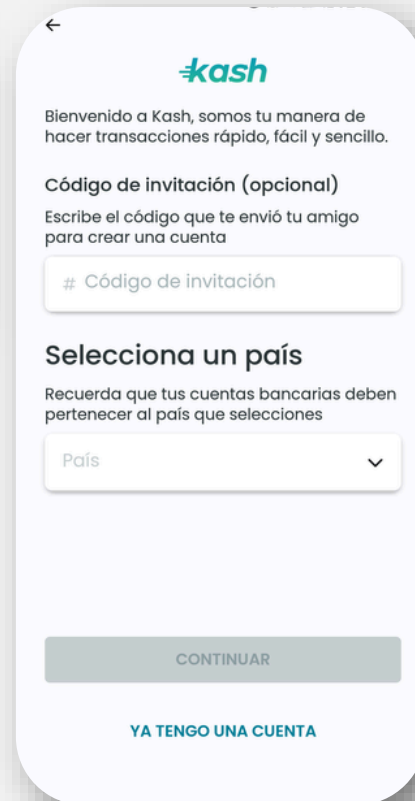 kash
Bienvenido a Kash, somos tu manera de
hacer transacciones rápido, fácil y sencillo.
Código de invitación (opcional)
Escribe el código que te envió tu amigo
para crear una cuenta
# Código de invitación
Selecciona un país
Recuerda que tus cuentas bancarias deben
pertenecer al país que selecciones
País
CONTINUAR
YA TENGO UNA CUENTA